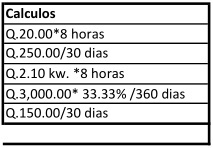 Calculos
Q.20.00*8 horas
Q.250.00/30 dias
Q.2.10 kw. *8 horas
Q.3,000.00* 33.33% /360 dias
Q.150.00/30 dias